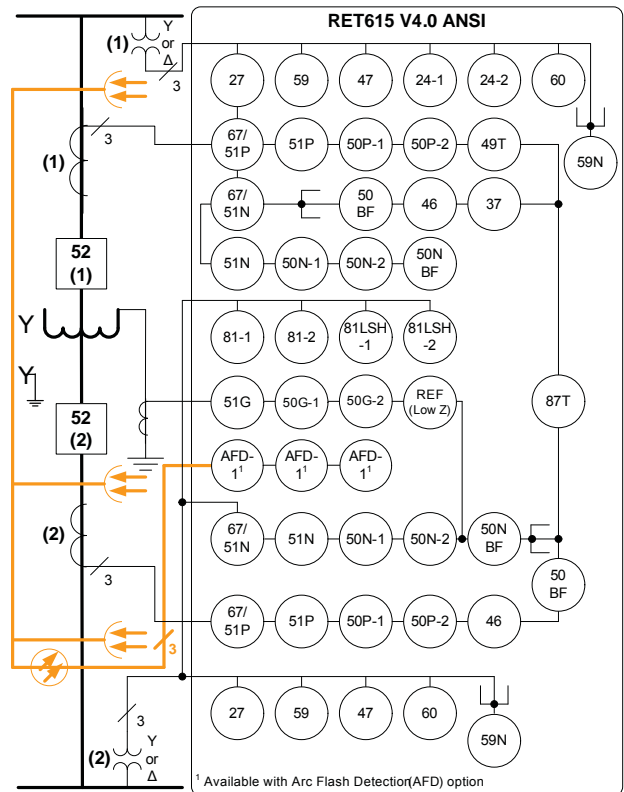 RET615 V4.0 ANSI
(1)
Y
or
Δ
3
27 59 47 24-1 24-2 60
3
(1)
67/
51P
51P 50P-1 50P-2 49T
59N
67/
51N
50
BF
46 37
52
(1)
51N 50N-1 50N-2
50N
BF
Y
81-1 81-2
81LSH
-1
81LSH
-2
Y
52
(2)
51G 50G-1 50G-2
REF
(Low Z)
87T
AFD-
1¹
AFD-
1¹
AFD-
1¹
(2)
67/
51N
51N 50N-1 50N-2
50N
BF
3
50
BF
67/
51P
51P 50P-1 50P-2 46
3
3
27 59 47 60
59N
(2)
Y
or
Δ
¹ Available with Arc Flash Detection(AFD) option